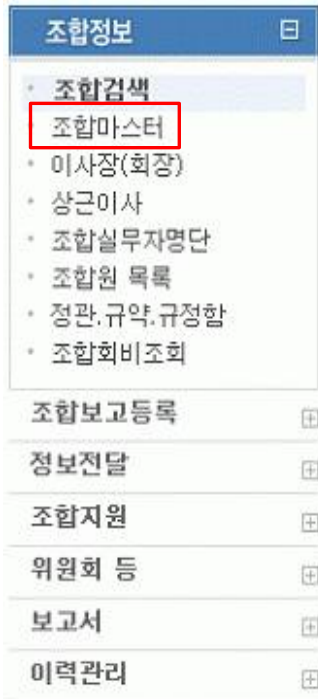 조합정보
조합검색
조합마스터
이사장(회장)
상근이사
조합실무자명단
조합원 목록
정관.규약.규정함
조합회비조회
조합보고등록
정보전달
조합지원
위원회 등
보고서
이력관리